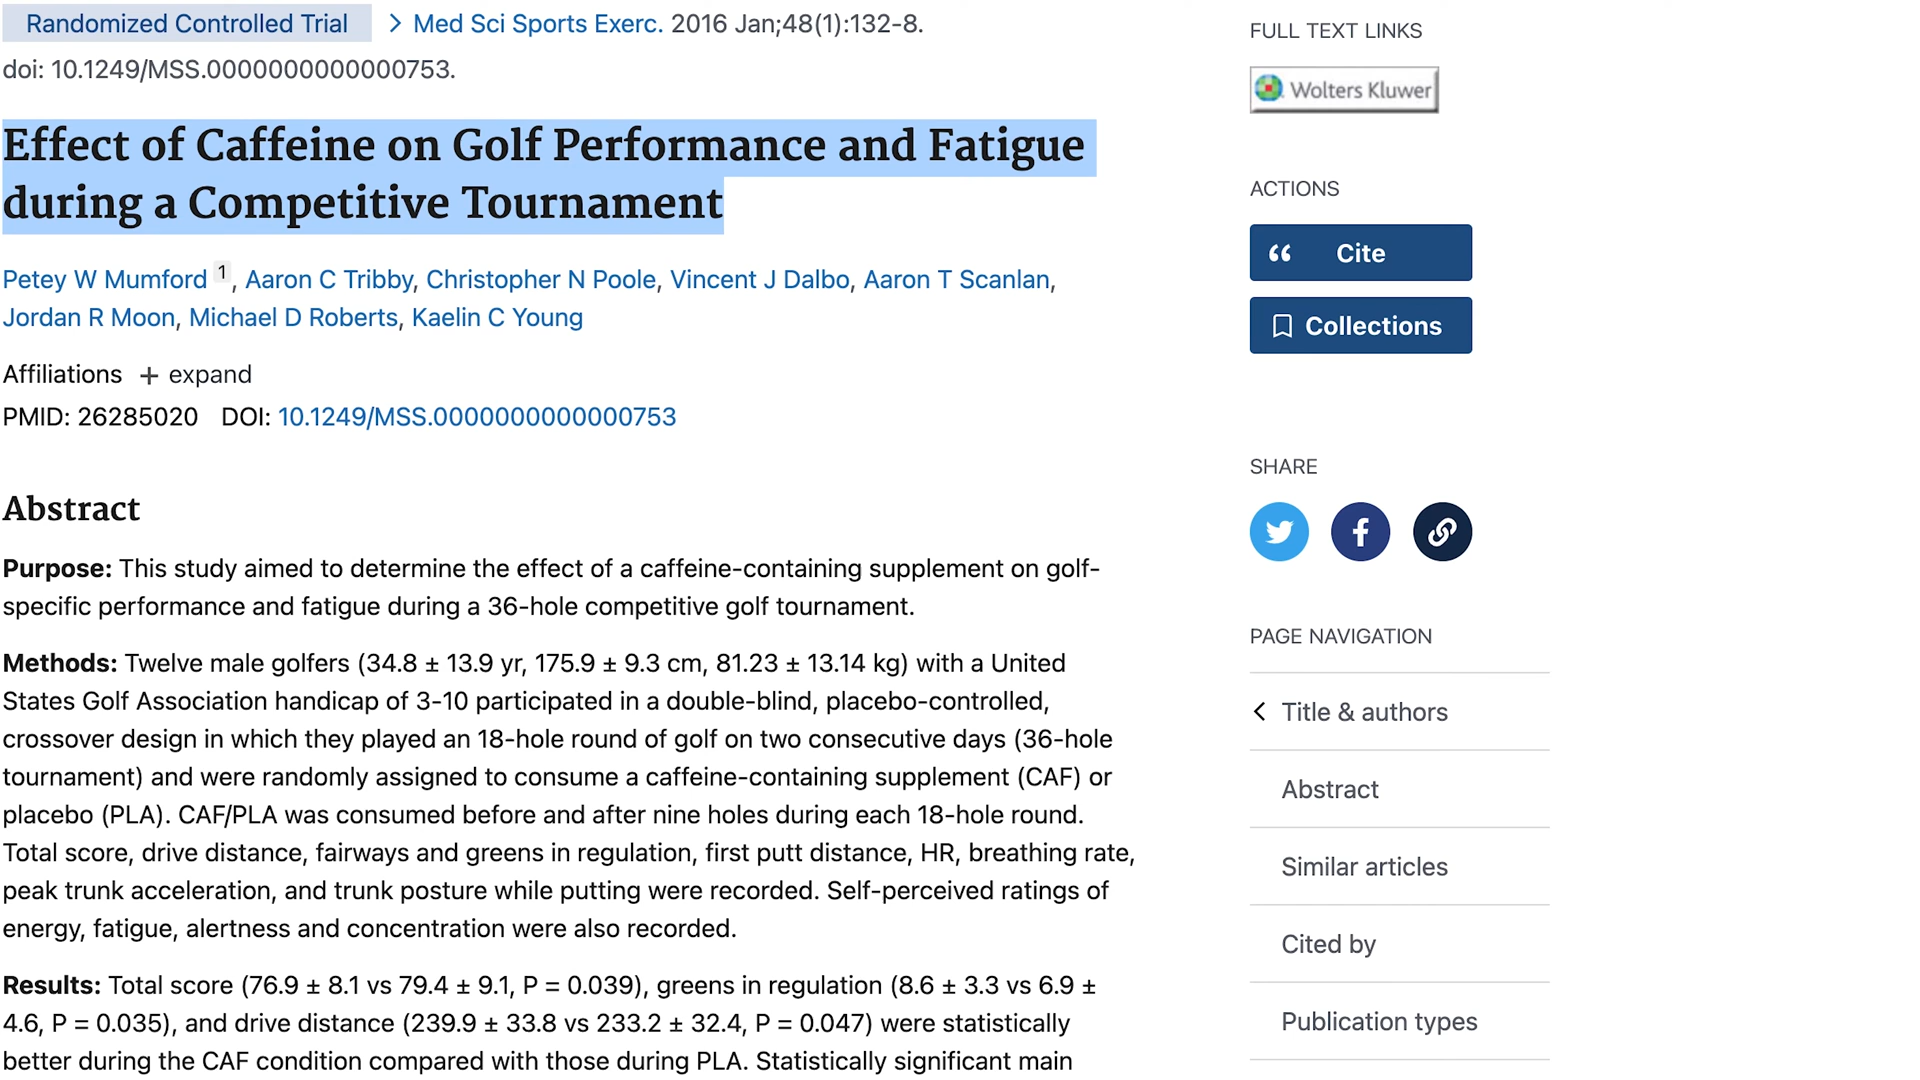 Randomized Controlled Trial > Med Sci Sports Exerc. 2016 Jan;48(1):132-8.
doi: 10.1249/MSS.0000000000000753.
Effect of Caffeine on Golf Performance and Fatigue
during a Competitive Tournament
Petey W Mumford 1, Aaron C Tribby, Christopher N Poole, Vincent J Dalbo, Aaron T Scanlan,
Jordan R Moon, Michael D Roberts, Kaelin C Young
Affiliations + expand
PMID: 26285020 DOI: 10.1249/MSS.0000000000000753
Abstract
Purpose: This study aimed to determine the effect of a caffeine-containing supplement on golf-
specific performance and fatigue during a 36-hole competitive golf tournament.
Methods: Twelve male golfers (34.8 ± 13.9 yr, 175.9 ± 9.3 cm, 81.23 ± 13.14 kg) with a United
States Golf Association handicap of 3-10 participated in a double-blind, placebo-controlled,
crossover design in which they played an 18-hole round of golf on two consecutive days (36-hole
tournament) and were randomly assigned to consume a caffeine-containing supplement (CAF) or
placebo (PLA). CAF/PLA was consumed before and after nine holes during each 18-hole round.
Total score, drive distance, fairways and greens in regulation, first putt distance, HR, breathing rate,
peak trunk acceleration, and trunk posture while putting were recorded. Self-perceived ratings of
energy, fatigue, alertness and concentration were also recorded.
Results: Total score (76.9 ± 8.1 vs 79.4 ± 9.1, P = 0.039), greens in regulation (8.6 ± 3.3 vs 6.9 ±
4.6, P = 0.035), and drive distance (239.9 ± 33.8 vs 233.2 ± 32.4, P = 0.047) were statistically
better during the CAF condition compared with those during PLA. Statistically significant main
FULL TEXT LINKS
Wolters Kluwer
ACTIONS
Cite
Collections
SHARE
PAGE NAVIGATION
Title & authors
Abstract
Similar articles
Cited by
Publication types